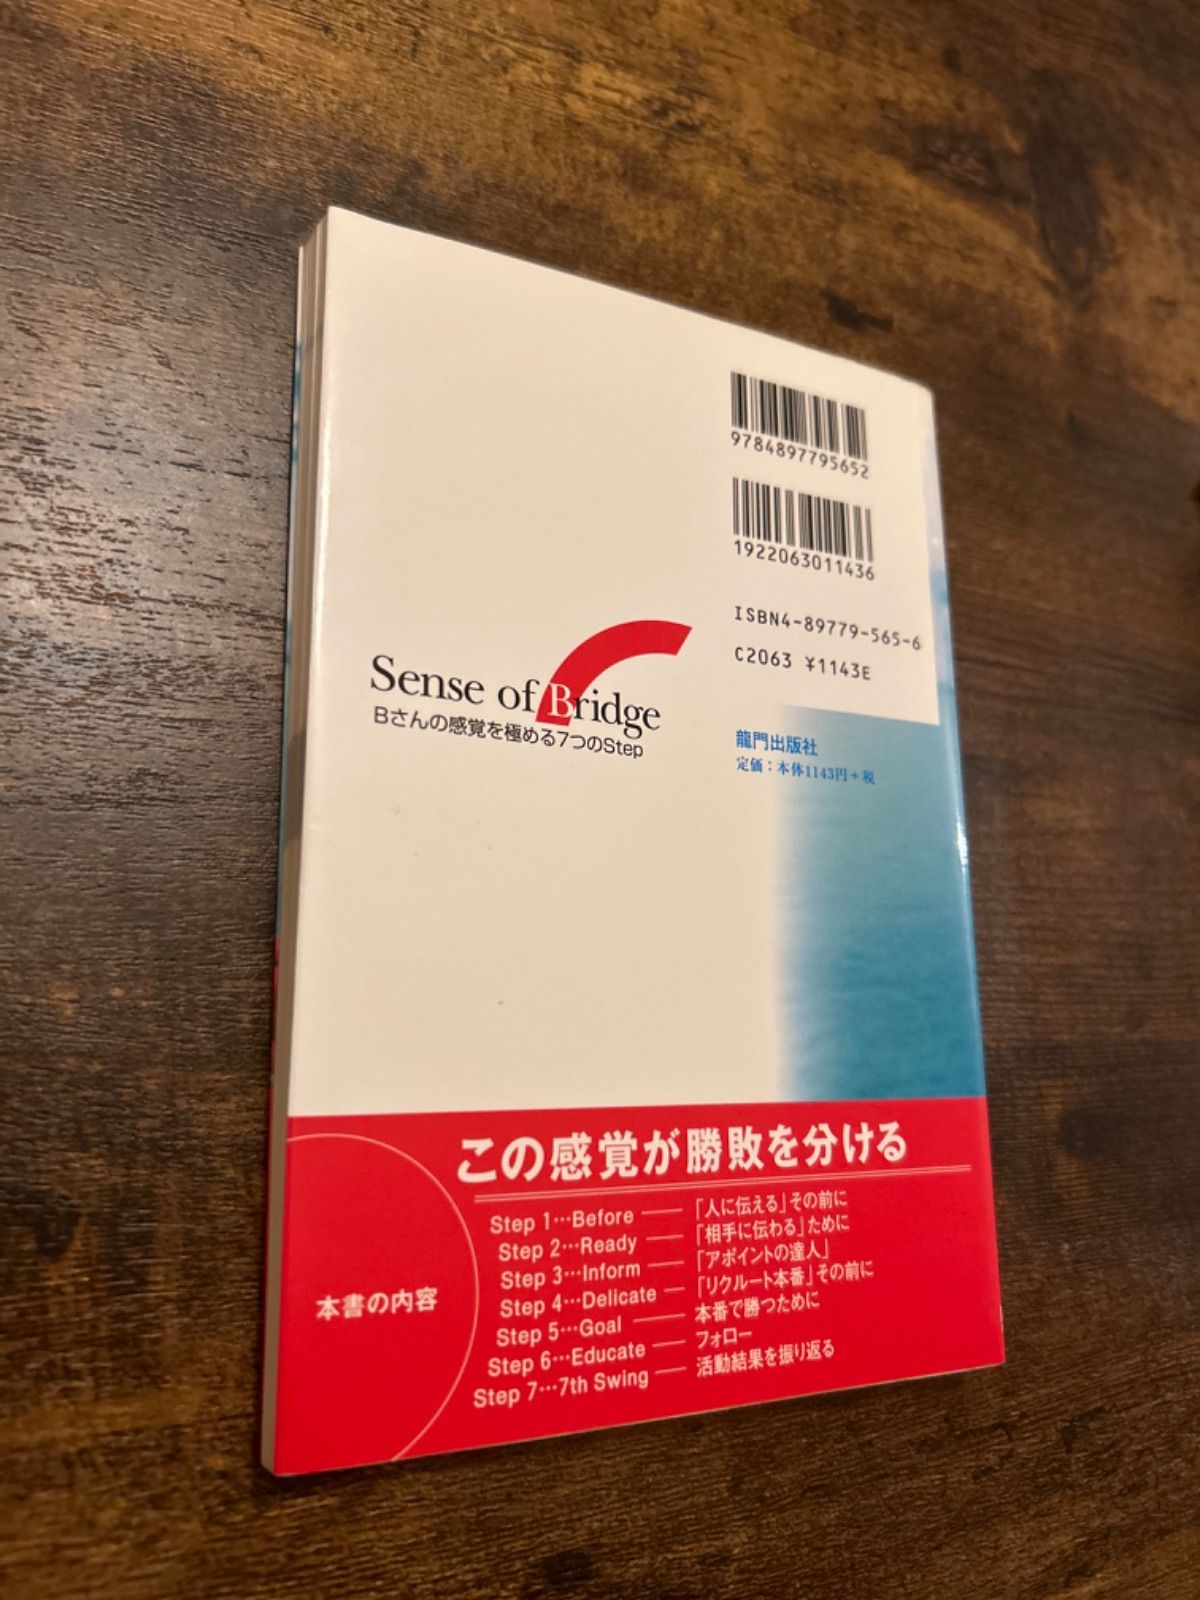 9784897795652
1922063011436
ISBN4-89779-565-6
C2063 ¥1143E
Sense of Bridge
Bさんの感覚を極める7つのStep
龍門出版社
定価:本体1143円+税
この感覚が勝敗を分ける
本書の内容
Step 1…Before ── 「人に伝える」その前に
Step 2…Ready ── 「相手に伝わる」ために
Step 3…Inform ── 「アポイントの達人」
Step 4…Delicate ── 「リクルート本番」その前に
Step 5…Goal ── 本番で勝つために
Step 6…Educate ── フォロー
Step 7…7th Swing ── 活動結果を振り返る